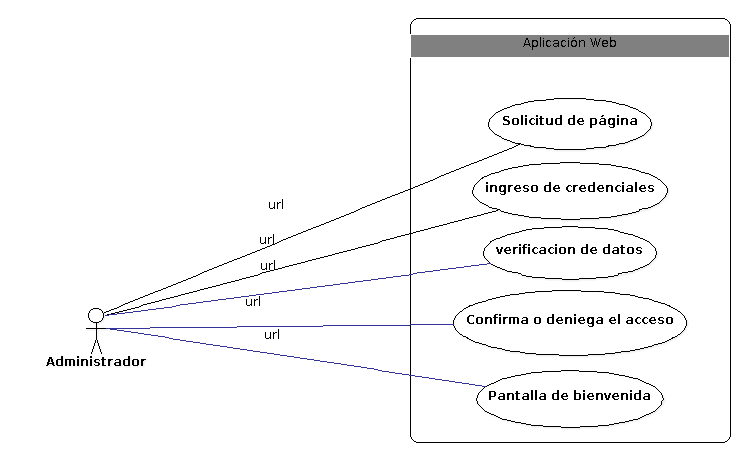 Aplicación Web
Solicitud de página
url
ingreso de credenciales
url
verificacion de datos
url
url
Confirma o deniega el acceso
url
Administrador
Pantalla de bienvenida